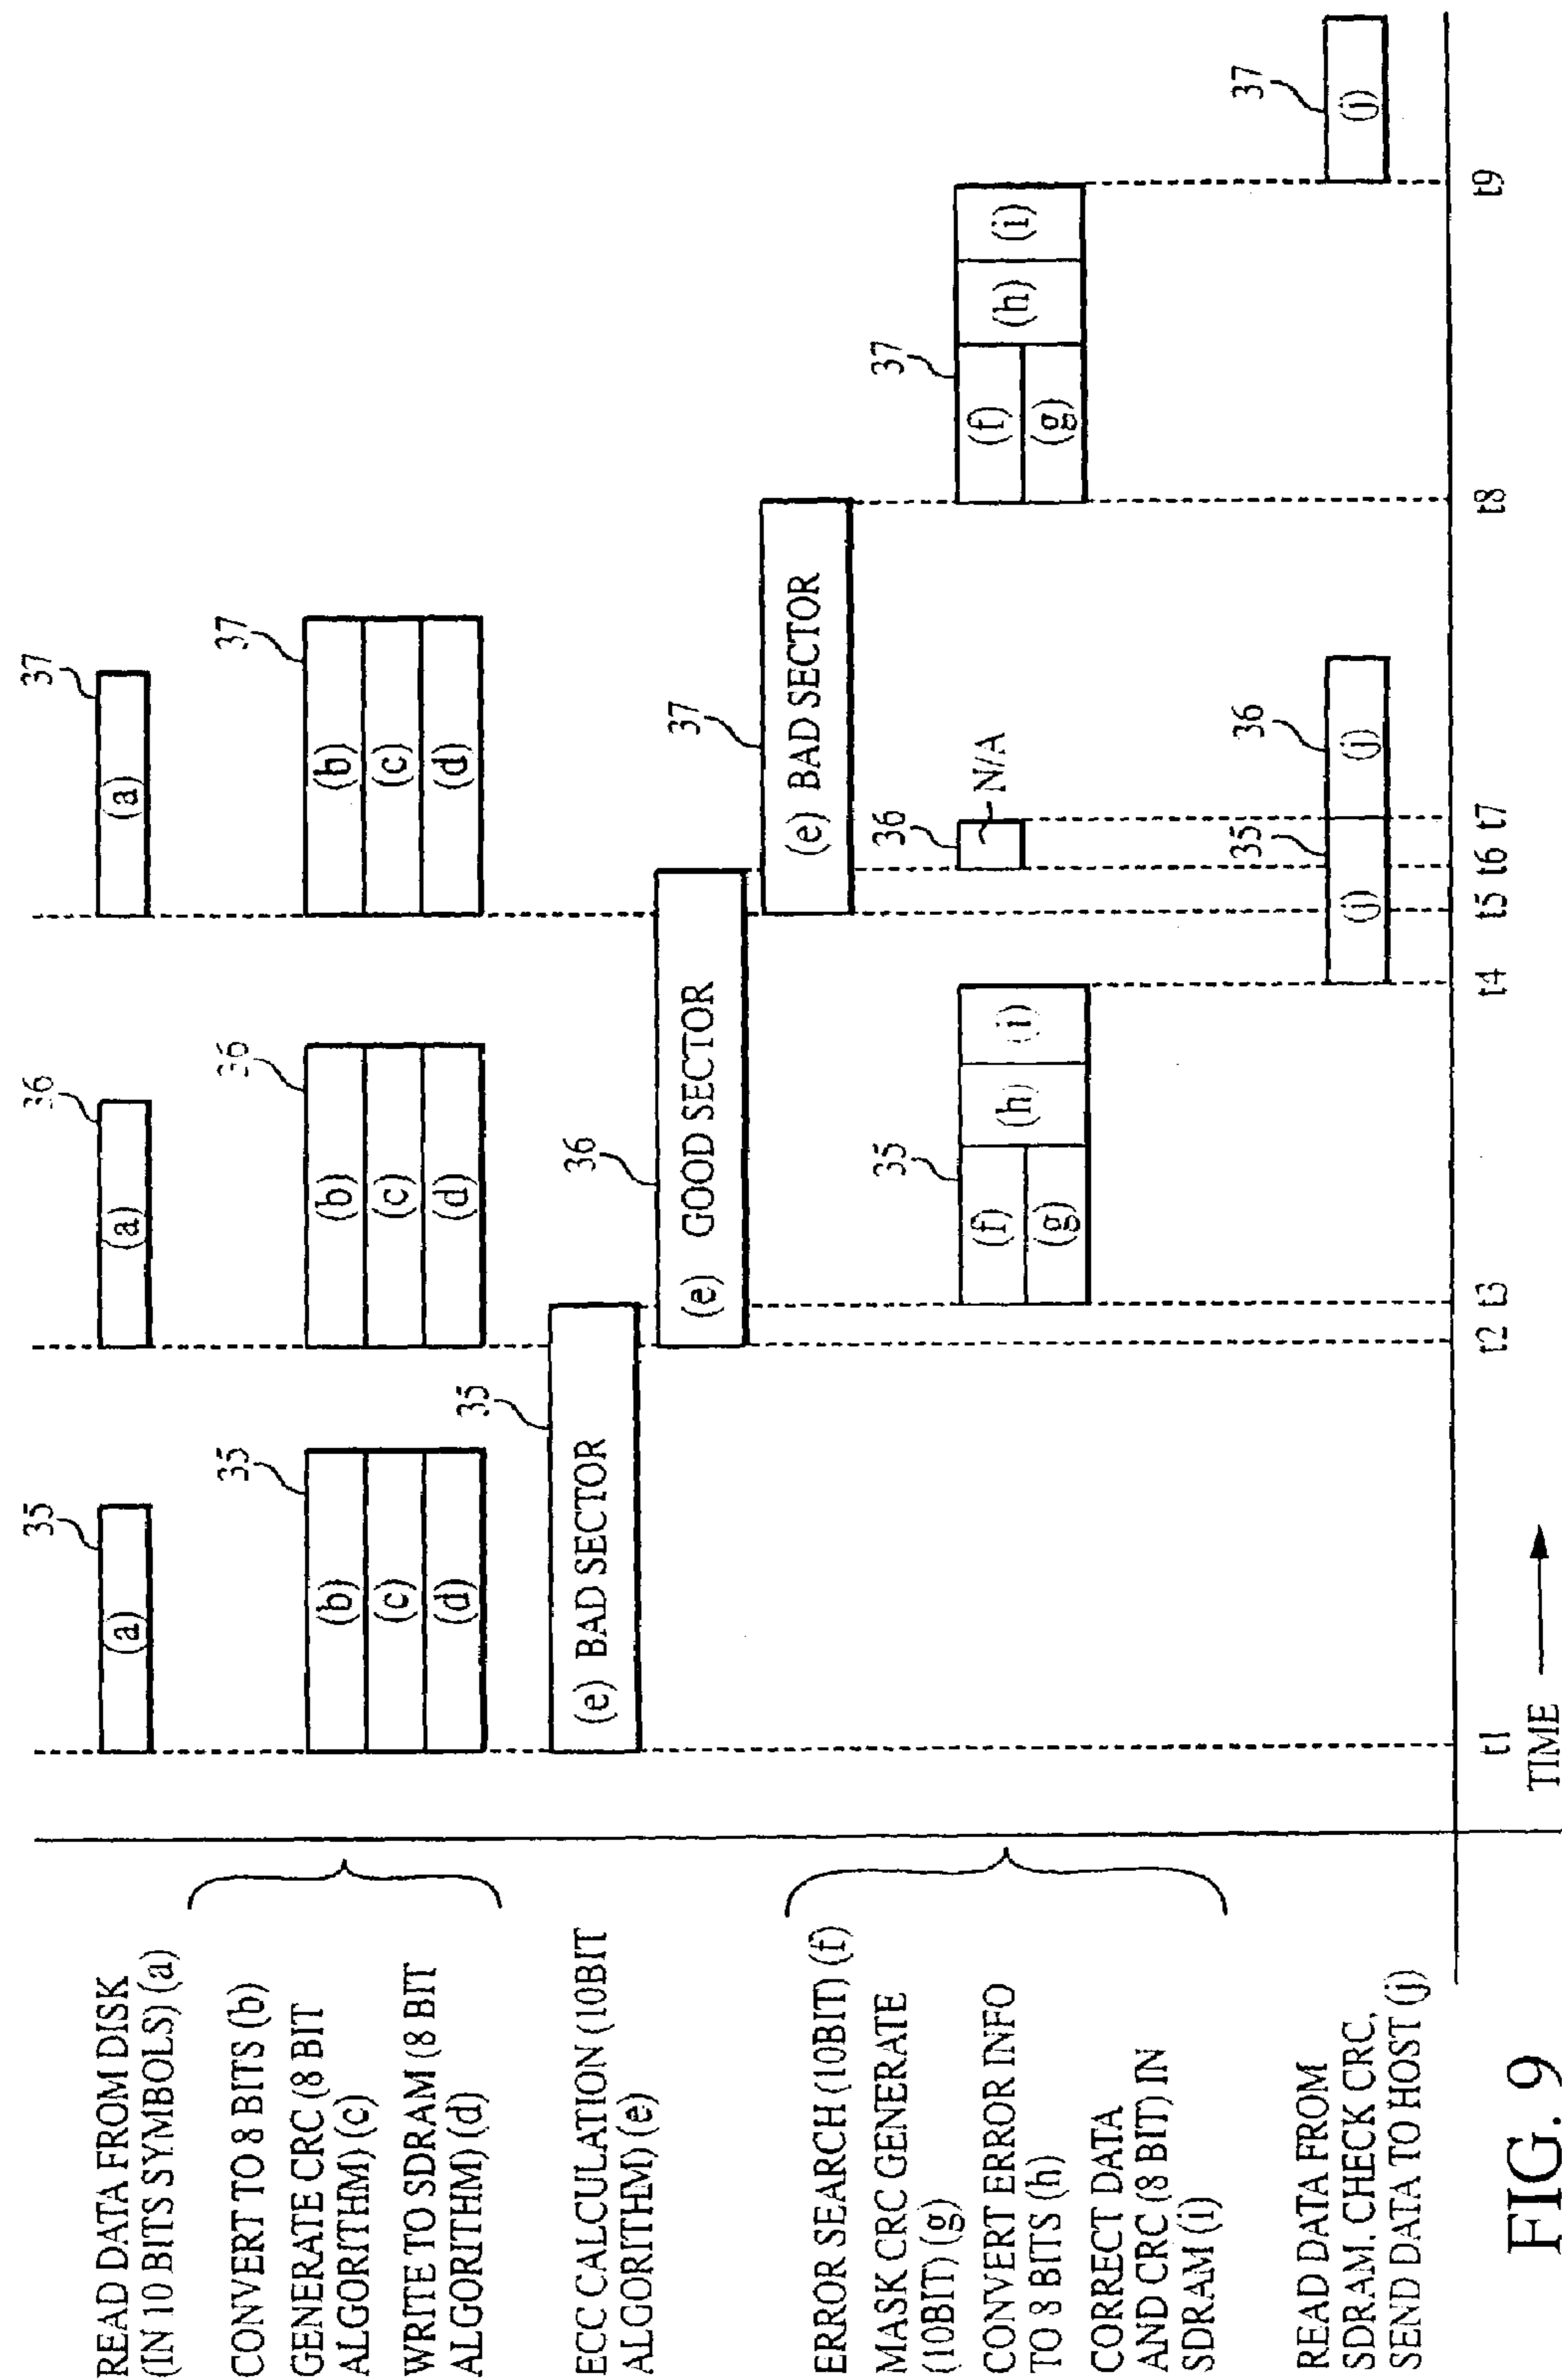 READ DATA FROM DISK
(IN 10 BITS SYMBOLS) (a)
35
(a)
36
(a)
37
(a)
CONVERT TO 8 BITS (b)
GENERATE CRC (8 BIT
ALGORITHM) (c)
WRITE TO SDRAM (8 BIT
ALGORITHM) (d)
35
(b)
(c)
(d)
36
(b)
(c)
(d)
37
(b)
(c)
(d)
ECC CALCULATION (10BIT
ALGORITHM) (e)
35
(e) BAD SECTOR
36
(e) GOOD SECTOR
37
(e) BAD SECTOR
ERROR SEARCH (10BIT) (f)
MASK CRC GENERATE
(10BIT) (g)
CONVERT ERROR INFO
TO 8 BITS (h)
CORRECT DATA
AND CRC (8 BIT) IN
SDRAM (i)
35
(f)
(g)
(h)
(i)
36
N/A
37
(f)
(g)
(h)
(i)
READ DATA FROM
SDRAM, CHECK CRC,
SEND DATA TO HOST (j)
35
(j)
36
(j)
37
(j)
t1
t2
t3
t4
t5
t6
t7
t8
t9
TIME
FIG. 9